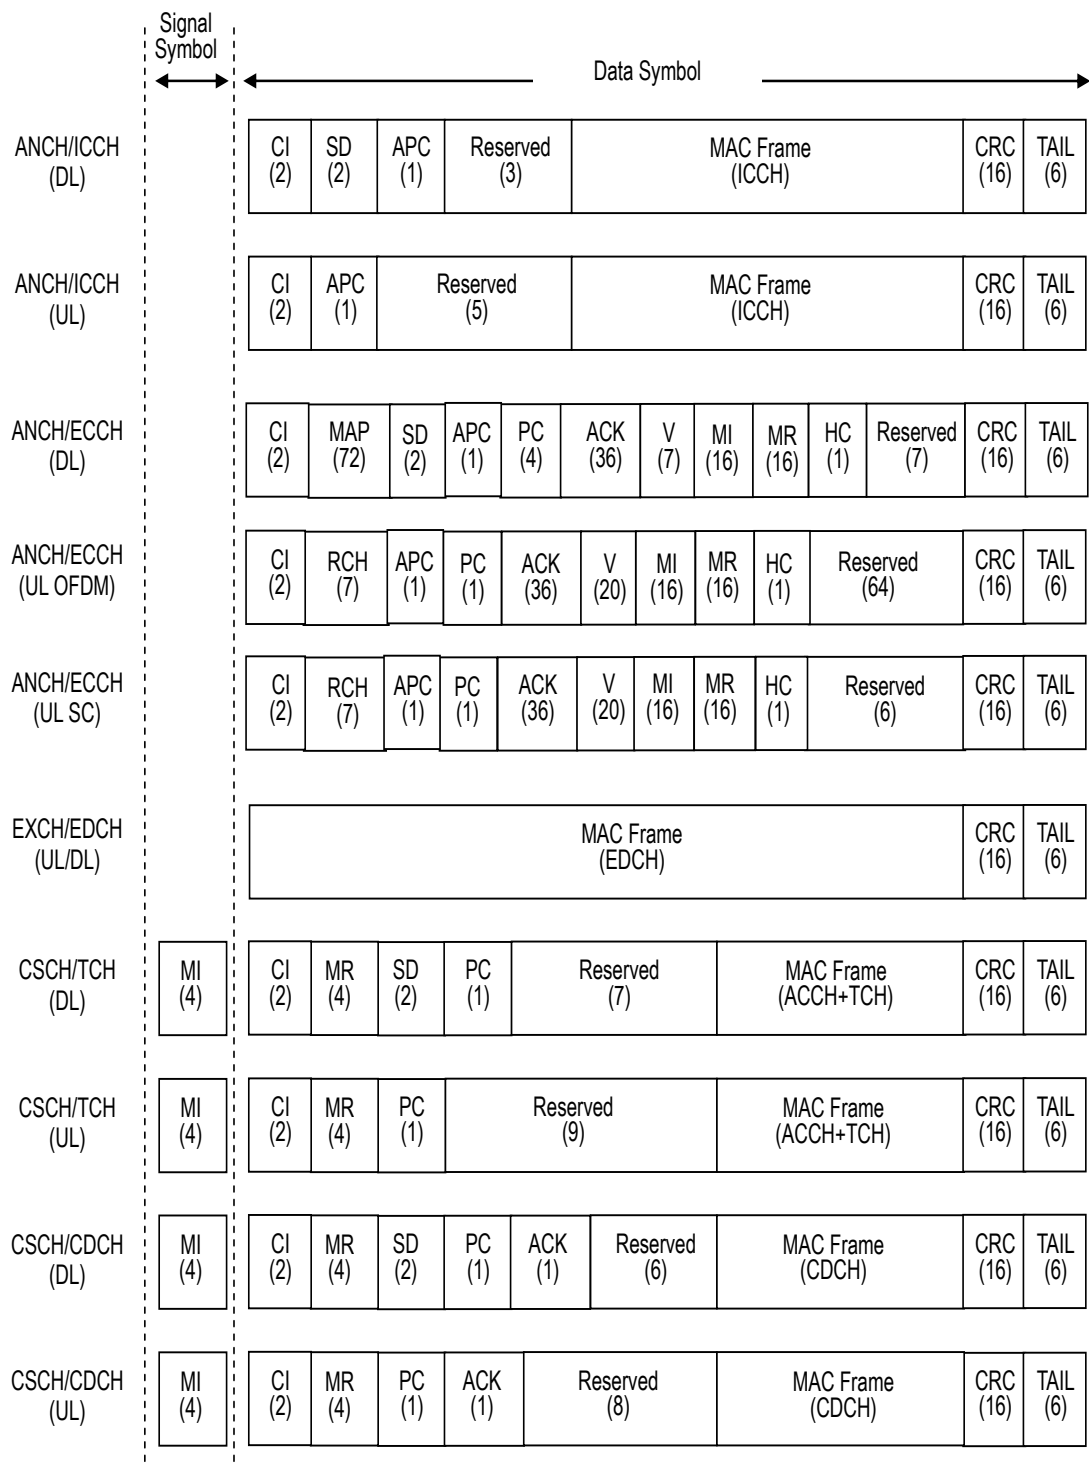 Signal
Symbol
Data Symbol
ANCH/ICCH
(DL)
CI
(2)
SD
(2)
APC
(1)
Reserved
(3)
MAC Frame
(ICCH)
CRC
(16)
TAIL
(6)
ANCH/ICCH
(UL)
CI
(2)
APC
(1)
Reserved
(5)
MAC Frame
(ICCH)
CRC
(16)
TAIL
(6)
ANCH/ECCH
(DL)
CI
(2)
MAP
(72)
SD
(2)
APC
(1)
PC
(4)
ACK
(36)
V
(7)
MI
(16)
MR
(16)
HC
(1)
Reserved
(7)
CRC
(16)
TAIL
(6)
ANCH/ECCH
(UL OFDM)
CI
(2)
RCH
(7)
APC
(1)
PC
(1)
ACK
(36)
V
(20)
MI
(16)
MR
(16)
HC
(1)
Reserved
(64)
CRC
(16)
TAIL
(6)
ANCH/ECCH
(UL SC)
CI
(2)
RCH
(7)
APC
(1)
PC
(1)
ACK
(36)
V
(20)
MI
(16)
MR
(16)
HC
(1)
Reserved
(6)
CRC
(16)
TAIL
(6)
EXCH/EDCH
(UL/DL)
MAC Frame
(EDCH)
CRC
(16)
TAIL
(6)
CSCH/TCH
(DL)
MI
(4)
CI
(2)
MR
(4)
SD
(2)
PC
(1)
Reserved
(7)
MAC Frame
(ACCH+TCH)
CRC
(16)
TAIL
(6)
CSCH/TCH
(UL)
MI
(4)
CI
(2)
MR
(4)
PC
(1)
Reserved
(9)
MAC Frame
(ACCH+TCH)
CRC
(16)
TAIL
(6)
CSCH/CDCH
(DL)
MI
(4)
CI
(2)
MR
(4)
SD
(2)
PC
(1)
ACK
(1)
Reserved
(6)
MAC Frame
(CDCH)
CRC
(16)
TAIL
(6)
CSCH/CDCH
(UL)
MI
(4)
CI
(2)
MR
(4)
PC
(1)
ACK
(1)
Reserved
(8)
MAC Frame
(CDCH)
CRC
(16)
TAIL
(6)